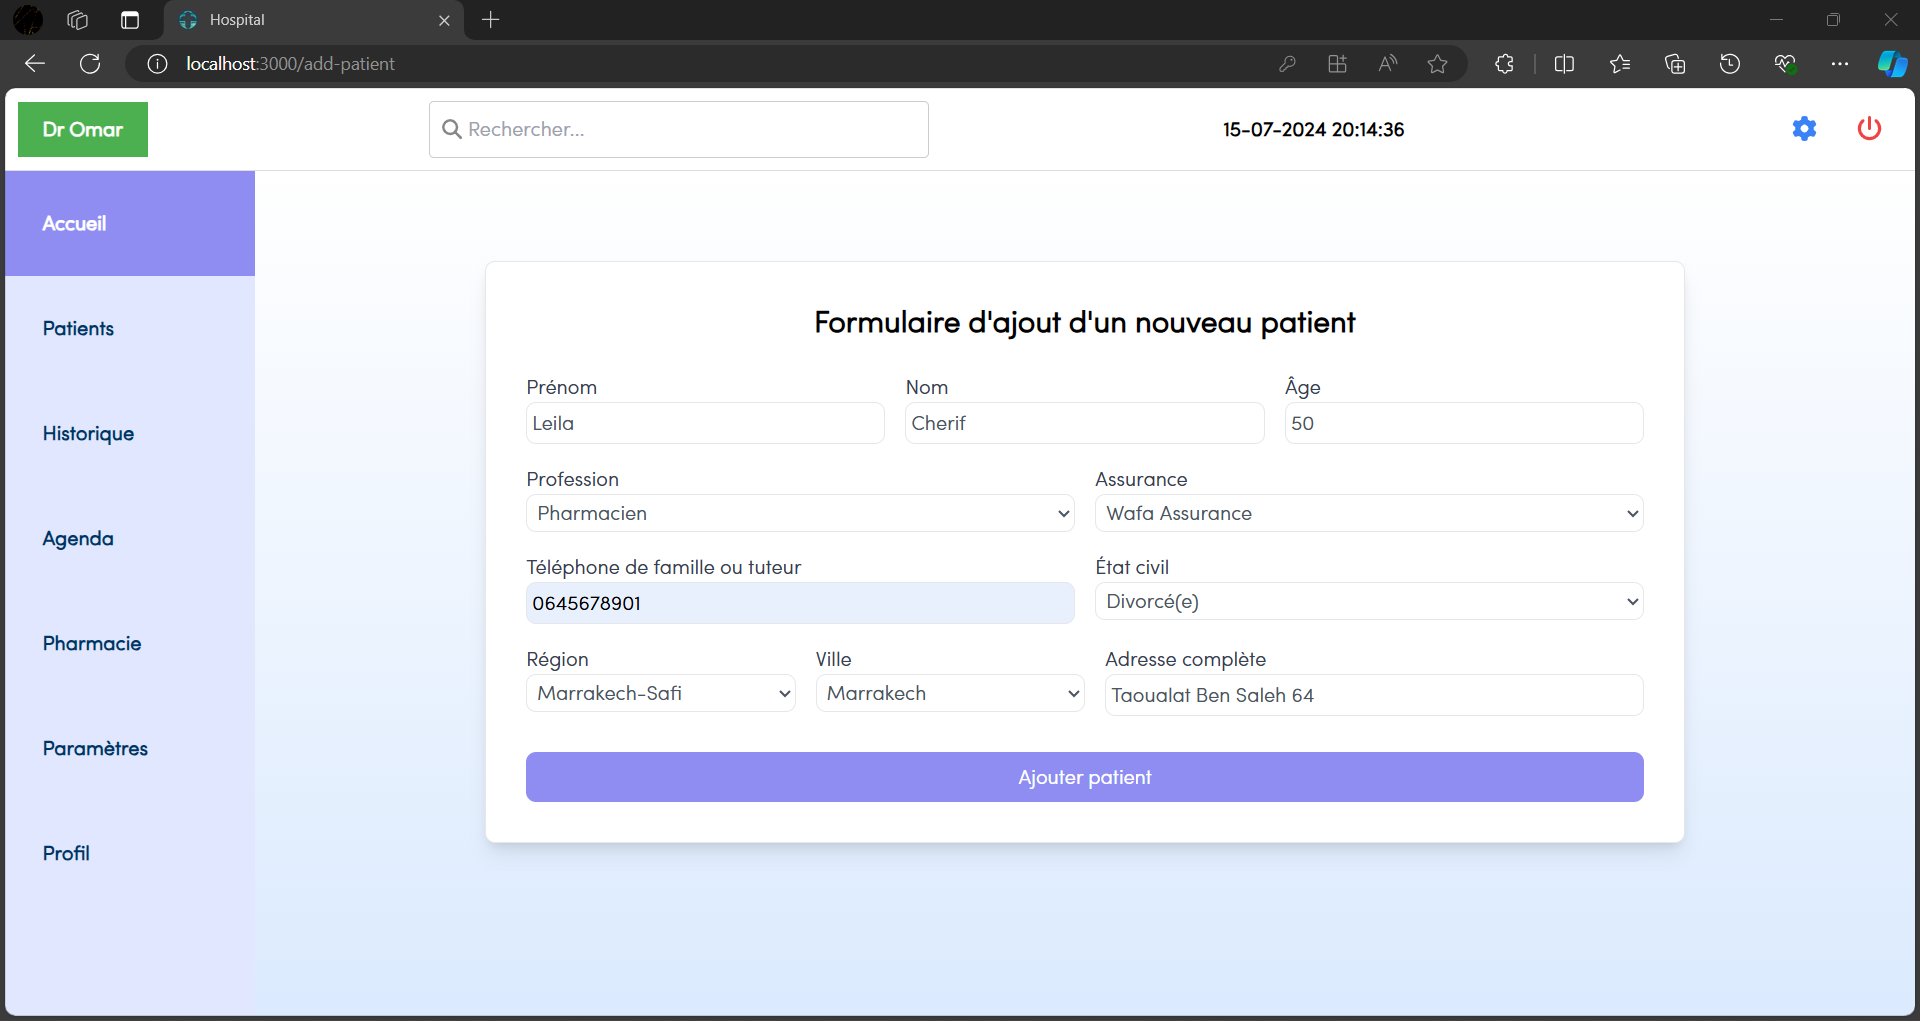 Hospital
localhost:3000/add-patient
Dr Omar
Rechercher...
15-07-2024 20:14:36
Accueil
Patients
Historique
Agenda
Pharmacie
Paramètres
Profil
Formulaire d'ajout d'un nouveau patient
Prénom Nom Âge
Leila Cherif 50
Profession Assurance
Pharmacien Wafa Assurance
Téléphone de famille ou tuteur État civil
0645678901 Divorcé(e)
Région Ville Adresse complète
Marrakech-Safi Marrakech Taoualat Ben Saleh 64
Ajouter patient